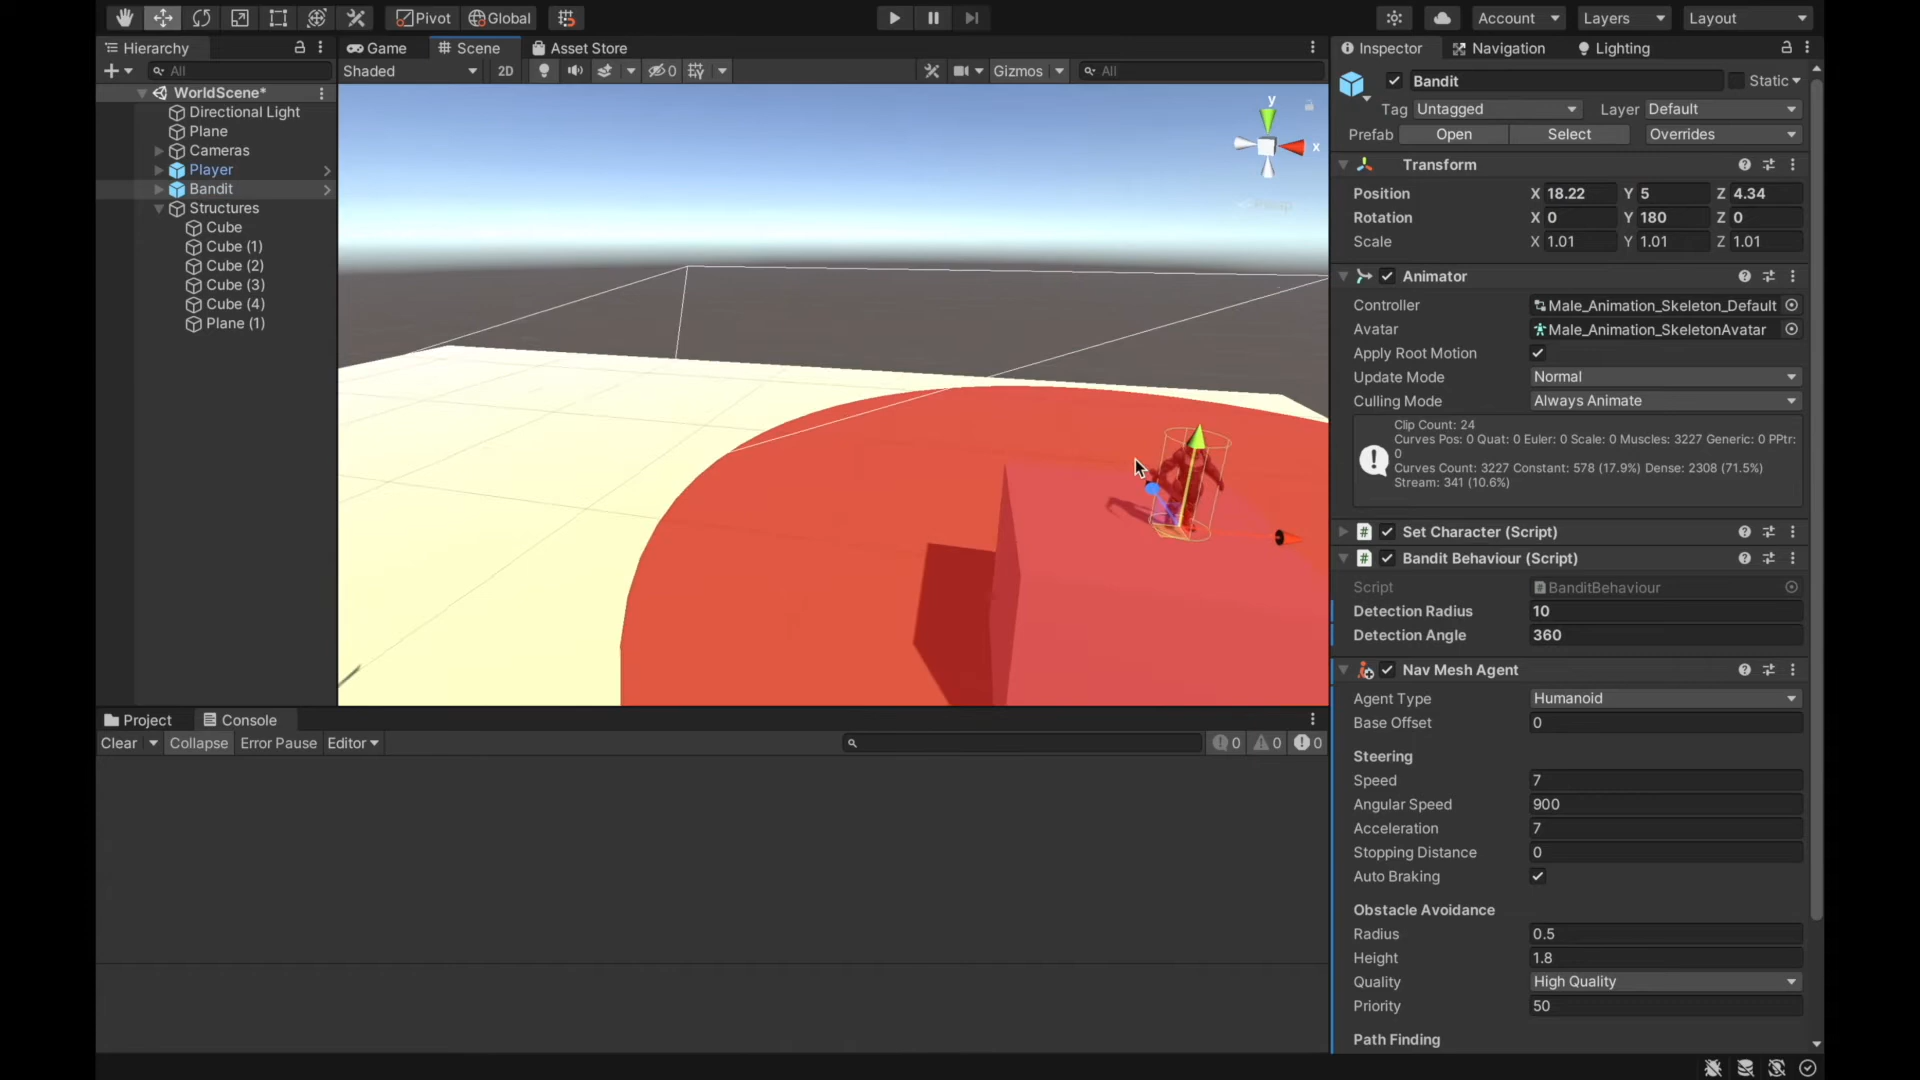 Pivot Global Account Layers Layout
Hierarchy Game Scene Asset Store Inspector Navigation Lighting
All Shaded 2D 0 Gizmos All
WorldScene*
Directional Light
Plane
Cameras
Player
Bandit
Structures
Cube
Cube (1)
Cube (2)
Cube (3)
Cube (4)
Plane (1)
y
x
Persp
Bandit Static
Tag Untagged Layer Default
Prefab Open Select Overrides
Transform
Position X 18.22 Y 5 Z 4.34
Rotation X 0 Y 180 Z 0
Scale X 1.01 Y 1.01 Z 1.01
Animator
Controller Male_Animation_Skeleton_Default
Avatar Male_Animation_SkeletonAvatar
Apply Root Motion
Update Mode Normal
Culling Mode Always Animate
Clip Count: 24
Curves Pos: 0 Quat: 0 Euler: 0 Scale: 0 Muscles: 3227 Generic: 0 PPtr:
0
Curves Count: 3227 Constant: 578 (17.9%) Dense: 2308 (71.5%)
Stream: 341 (10.6%)
Set Character (Script)
Bandit Behaviour (Script)
Script BanditBehaviour
Detection Radius 10
Detection Angle 360
Nav Mesh Agent
Agent Type Humanoid
Base Offset 0
Steering
Speed 7
Angular Speed 900
Acceleration 7
Stopping Distance 0
Auto Braking
Obstacle Avoidance
Radius 0.5
Height 1.8
Quality High Quality
Priority 50
Path Finding
Project Console
Clear Collapse Error Pause Editor 0 0 0